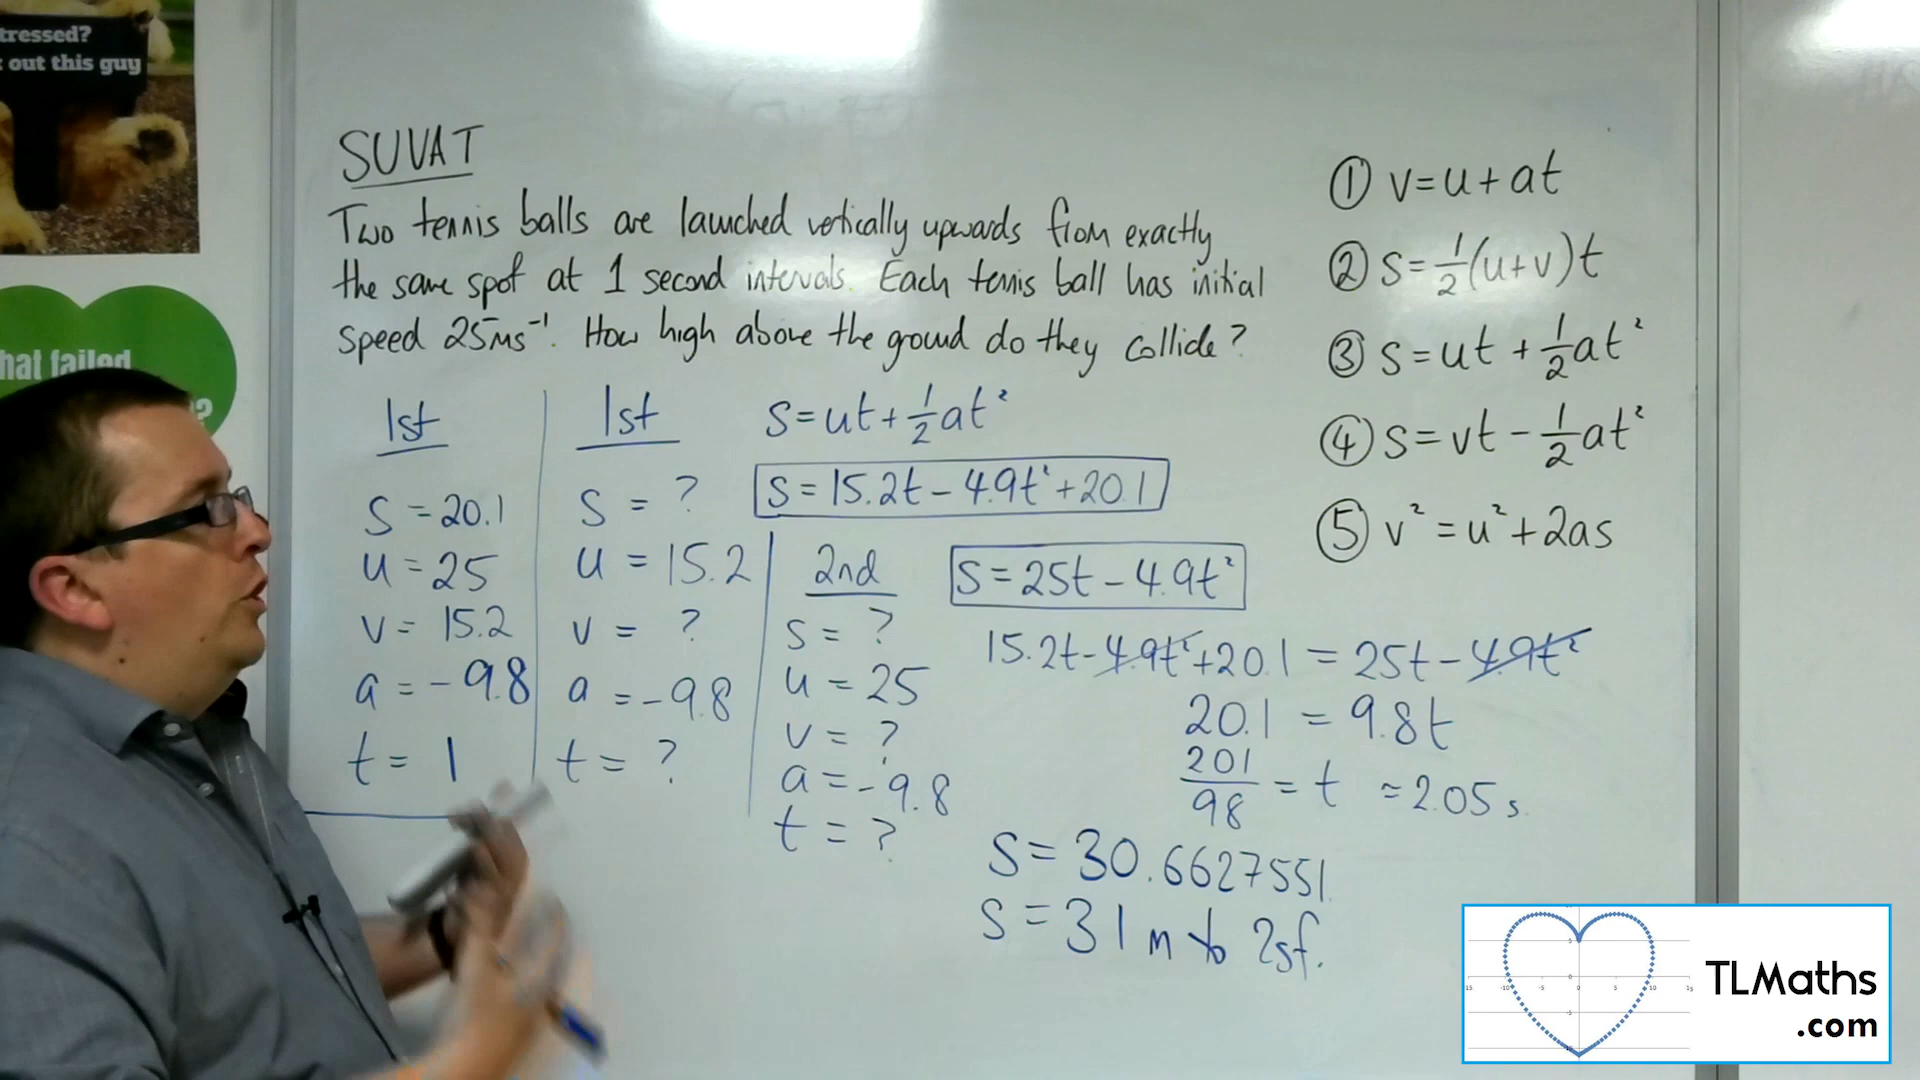 tressed?
out this guy
hat failed
?
SUVAT
Two tennis balls are launched vertically upwards from exactly
the same spot at 1 second intervals. Each tennis ball has initial
speed 25ms⁻¹. How high above the ground do they collide?
1st
s = 20.1
u = 25
v = 15.2
a = -9.8
t = 1
1st
s = ?
u = 15.2
v = ?
a = -9.8
t = ?
s = ut + ½at²
s = 15.2t - 4.9t² + 20.1
2nd
s = ?
u = 25
v = ?
a = -9.8
t = ?
s = 25t - 4.9t²
15.2t - 4.9t² + 20.1 = 25t - 4.9t²
20.1 = 9.8t
201/98 = t ≈ 2.05s
s = 30.6627551
s = 31m to 2sf.
① v = u + at
② s = ½(u+v)t
③ s = ut + ½at²
④ s = vt - ½at²
⑤ v² = u² + 2as
TLMaths
.com